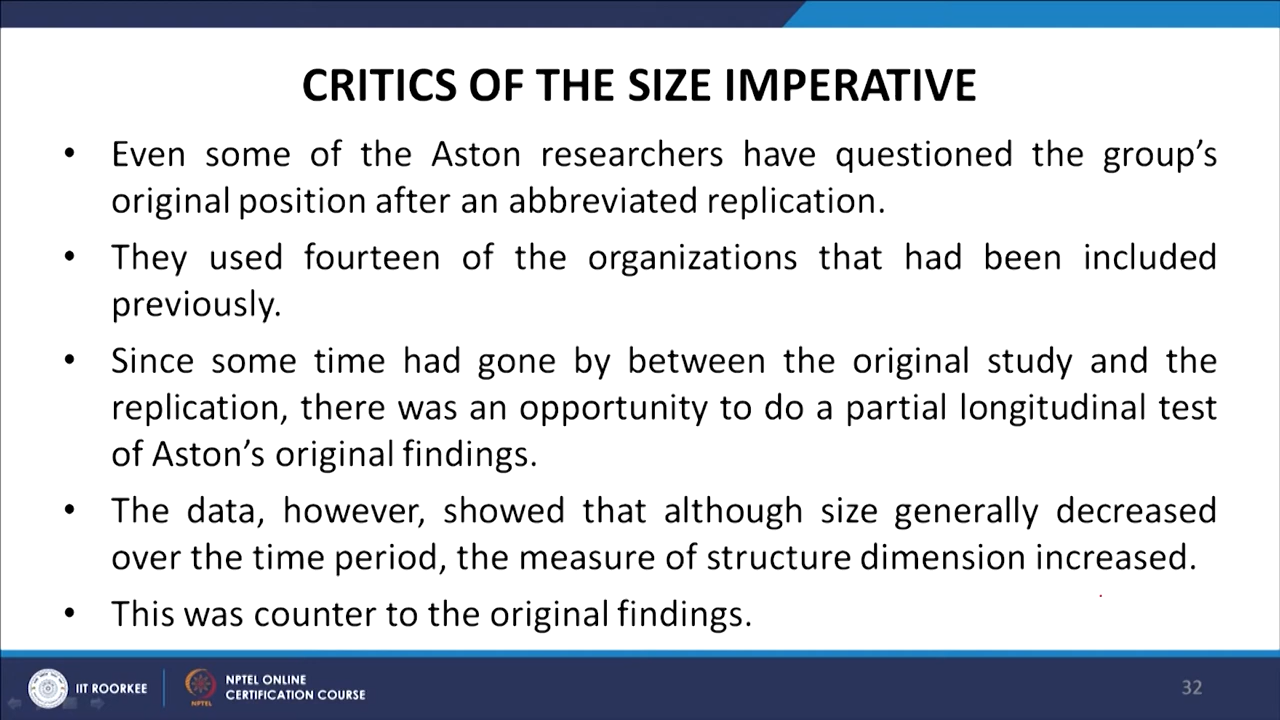 CRITICS OF THE SIZE IMPERATIVE
• Even some of the Aston researchers have questioned the group’s
original position after an abbreviated replication.
• They used fourteen of the organizations that had been included
previously.
• Since some time had gone by between the original study and the
replication, there was an opportunity to do a partial longitudinal test
of Aston’s original findings.
• The data, however, showed that although size generally decreased
over the time period, the measure of structure dimension increased.
• This was counter to the original findings.
IIT ROORKEE
NPTEL
NPTEL ONLINE
CERTIFICATION COURSE
32